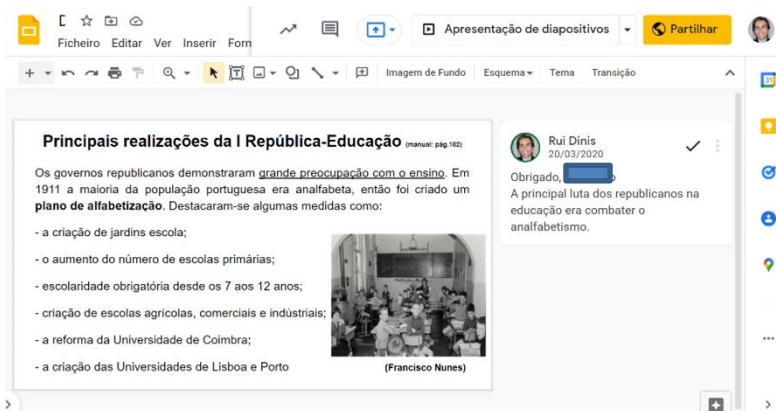 Ficheiro Editar Ver Inserir Form
Apresentação de diapositivos
Partilhar
Imagem de Fundo Esquema Tema Transição
31
Principais realizações da I República-Educação (manual: pág.102)
Os governos republicanos demonstraram grande preocupação com o ensino. Em
1911 a maioria da população portuguesa era analfabeta, então foi criado um
plano de alfabetização. Destacaram-se algumas medidas como:
- a criação de jardins escola;
- o aumento do número de escolas primárias;
- escolaridade obrigatória desde os 7 aos 12 anos;
- criação de escolas agrícolas, comerciais e indústriais;
- a reforma da Universidade de Coimbra;
- a criação das Universidades de Lisboa e Porto
(Francisco Nunes)
Rui Dinis
20/03/2020
Obrigado,
A principal luta dos republicanos na
educação era combater o
analfabetismo.